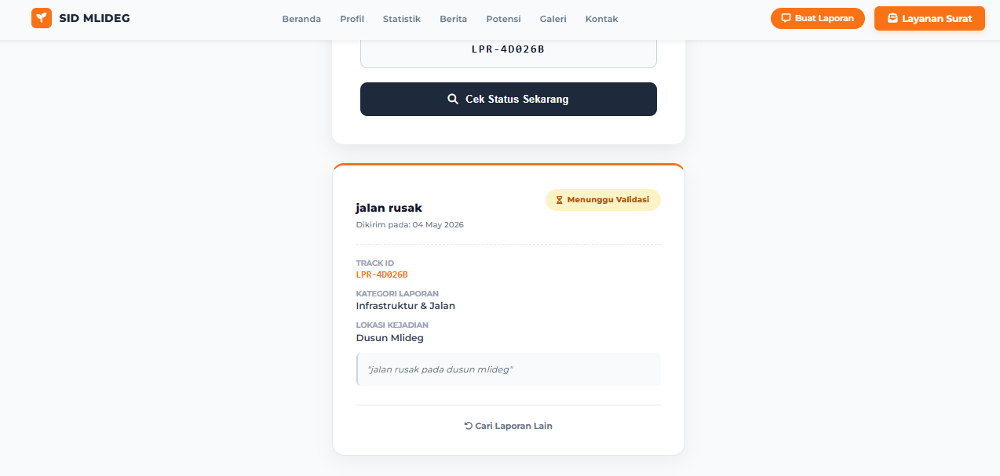 SID MLIDEG
Beranda Profil Statistik Berita Potensi Galeri Kontak
Buat Laporan
Layanan Surat
LPR-4D026B
Cek Status Sekarang
jalan rusak
Menunggu Validasi
Dikirim pada: 04 May 2026
TRACK ID
LPR-4D026B
KATEGORI LAPORAN
Infrastruktur & Jalan
LOKASI KEJADIAN
Dusun Mlideg
"jalan rusak pada dusun mlideg"
Cari Laporan Lain